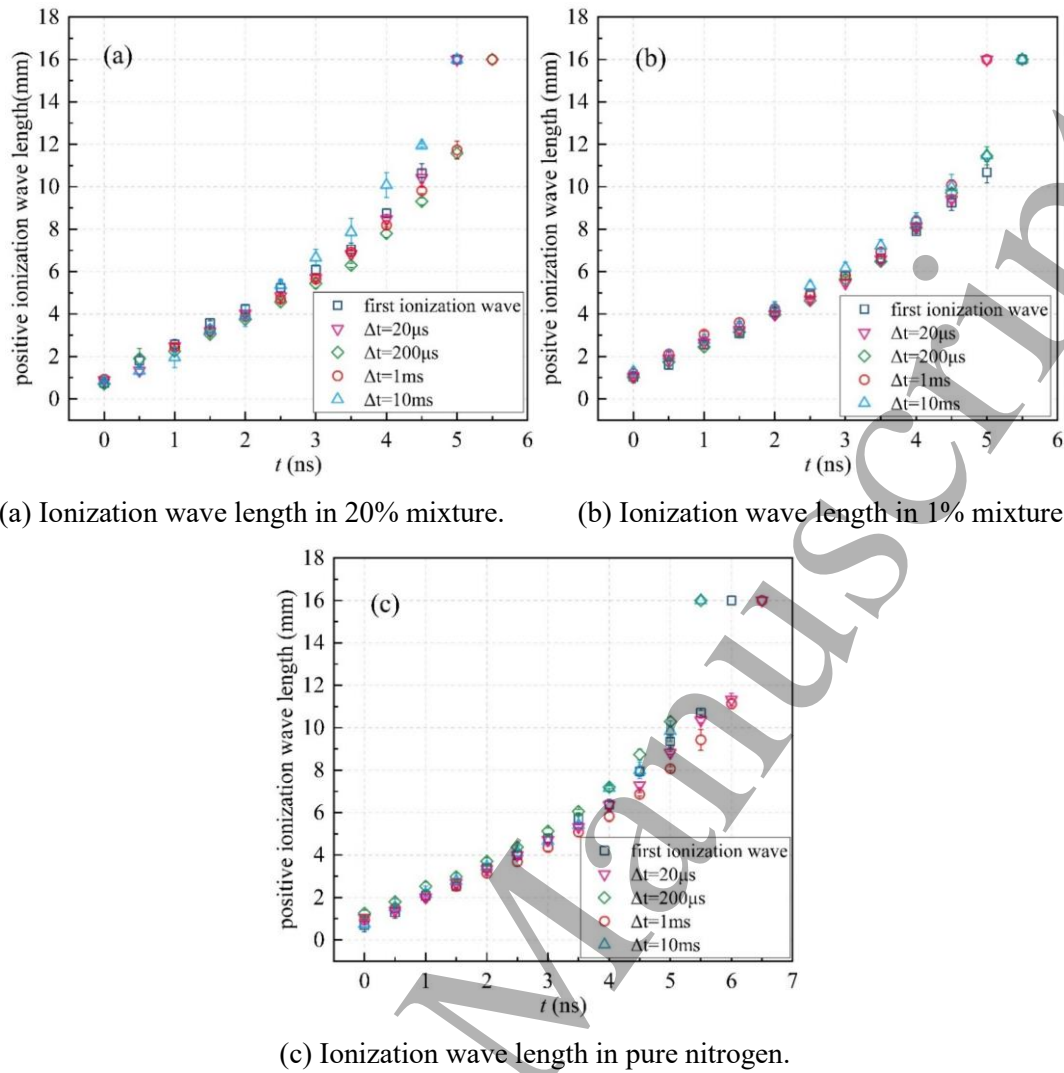 18
16
14
12
10
8
6
4
2
0
positive ionization wave length(mm)
(a)
first ionization wave
Δt=20μs
Δt=200μs
Δt=1ms
Δt=10ms
0 1 2 3 4 5 6
t (ns)
18
16
14
12
10
8
6
4
2
0
positive ionization wave length (mm)
(b)
first ionization wave
Δt=20μs
Δt=200μs
Δt=1ms
Δt=10ms
0 1 2 3 4 5 6
t (ns)
(a) Ionization wave length in 20% mixture. (b) Ionization wave length in 1% mixture
18
16
14
12
10
8
6
4
2
0
positive ionization wave length (mm)
(c)
first ionization wave
Δt=20μs
Δt=200μs
Δt=1ms
Δt=10ms
0 1 2 3 4 5 6 7
t (ns)
(c) Ionization wave length in pure nitrogen.
Manuscrip